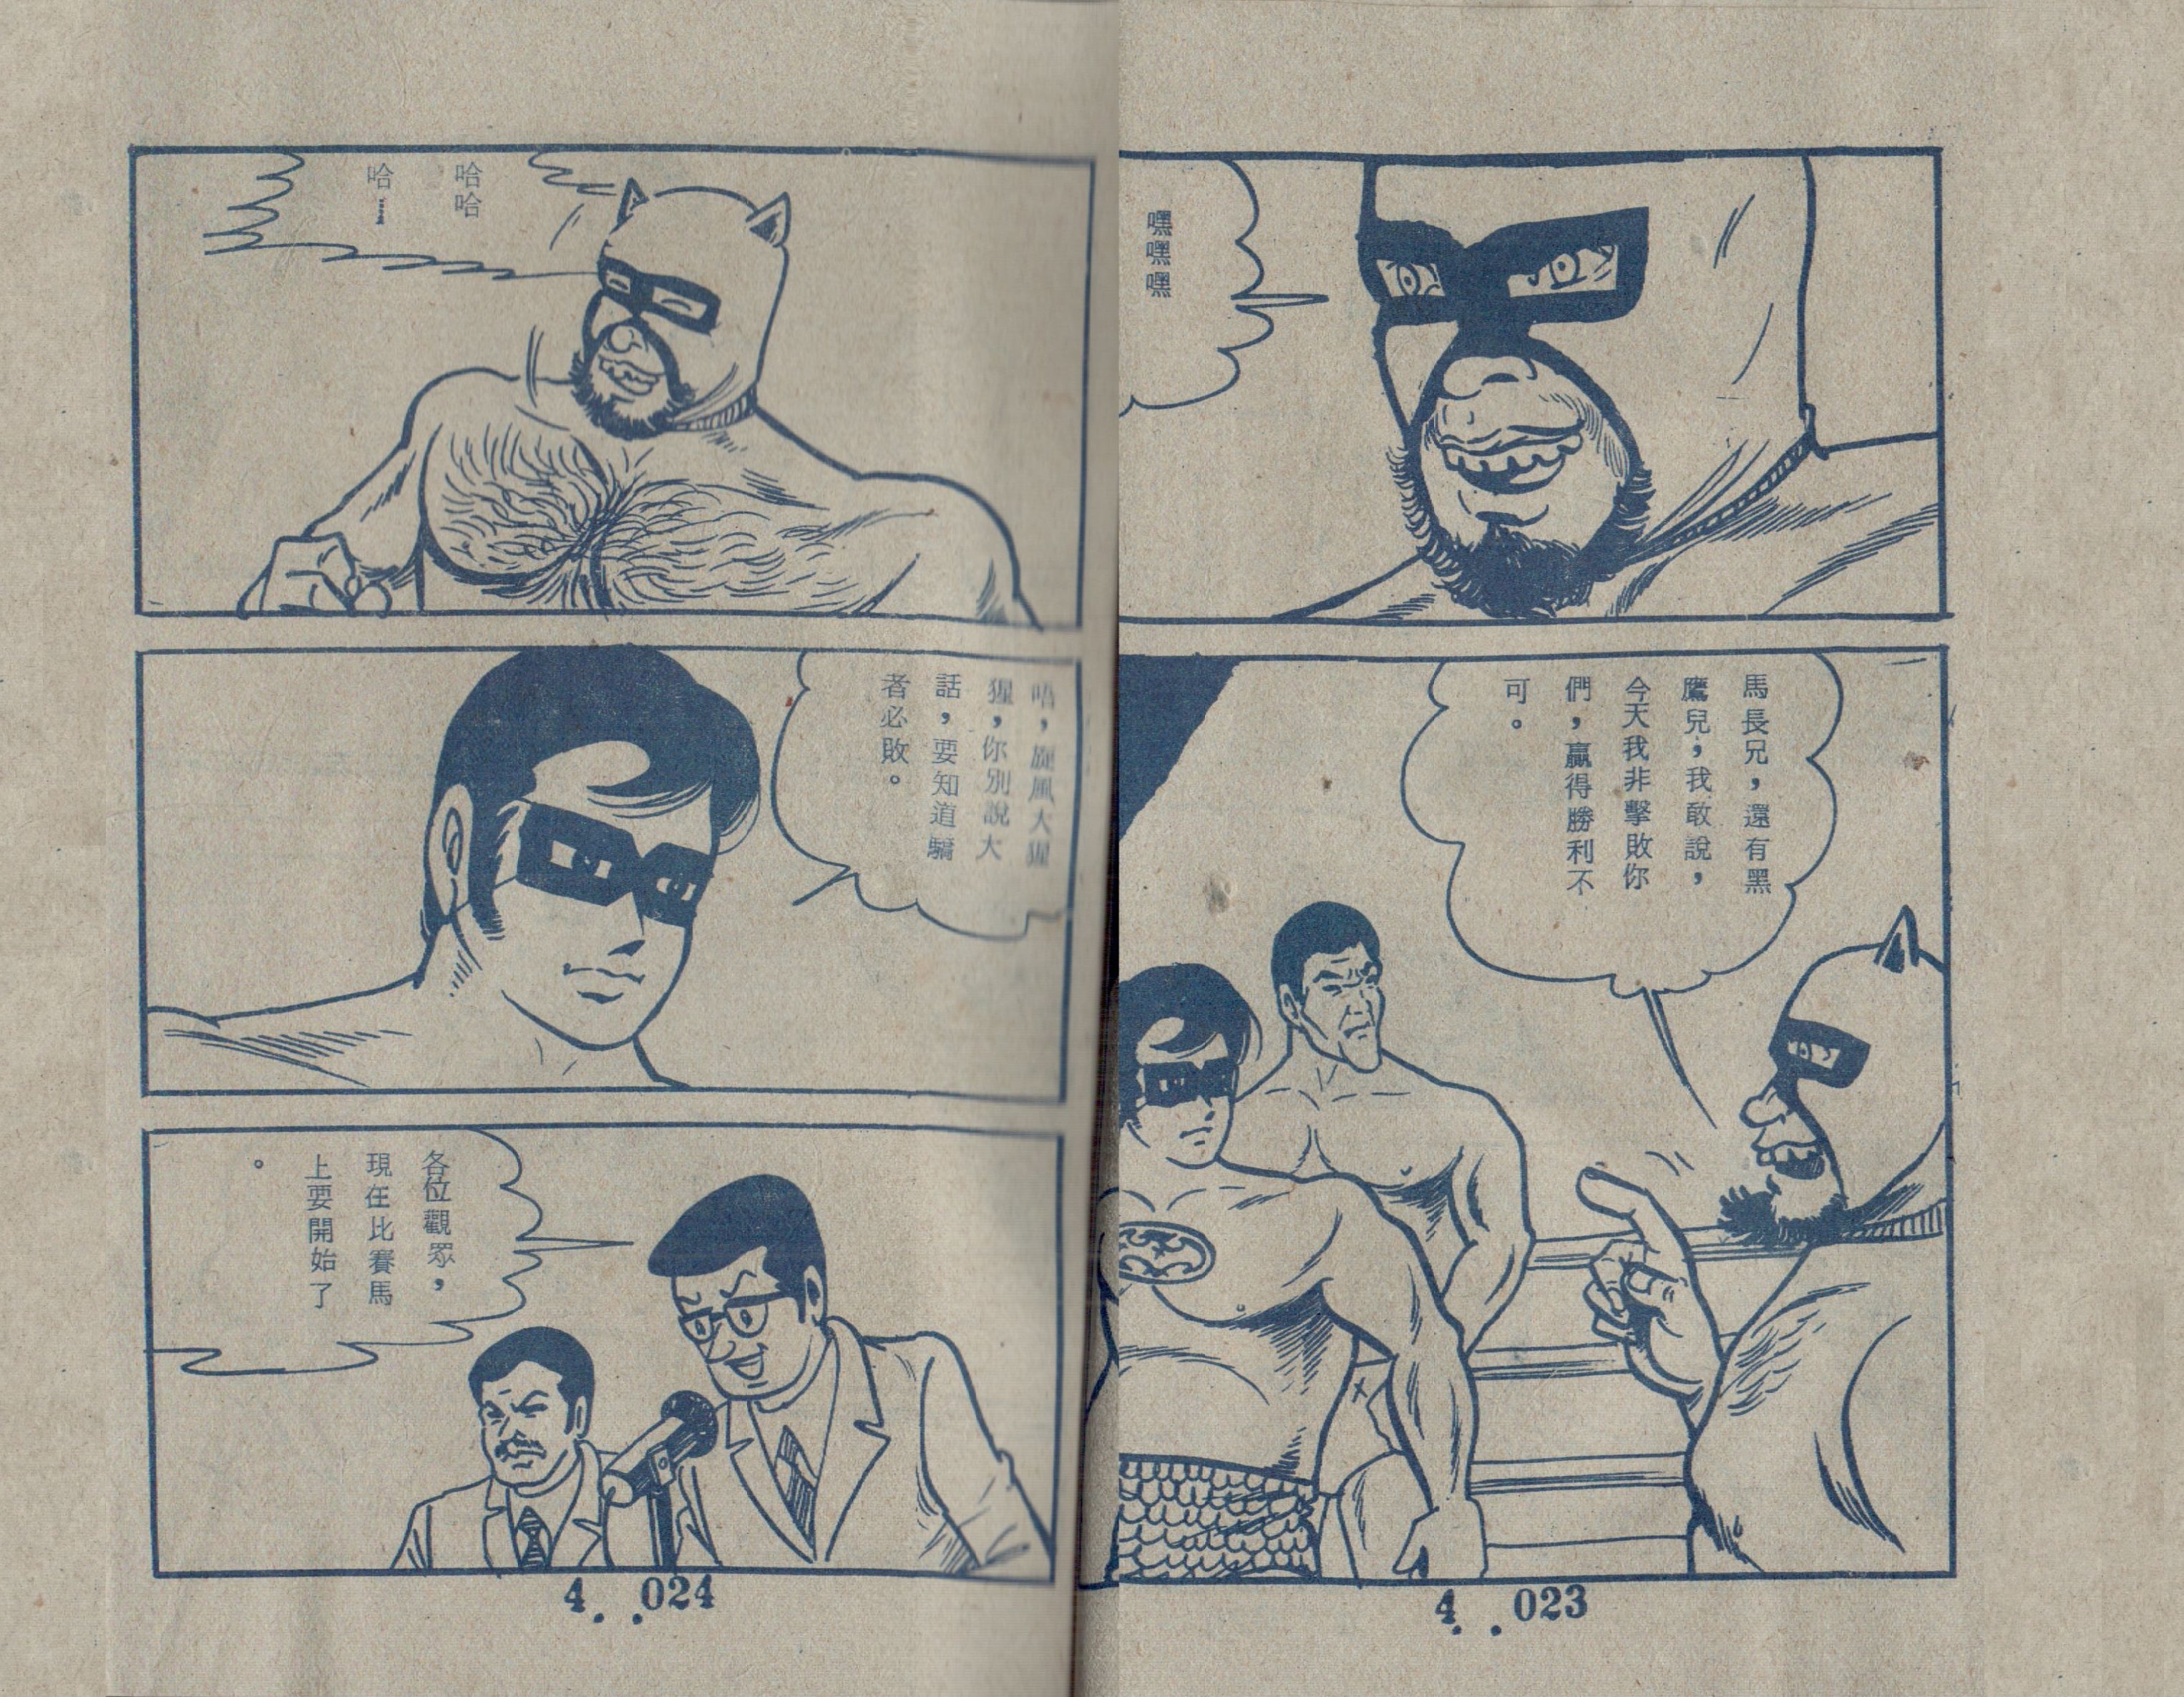 嘿嘿嘿
馬長兄，還有黑
鷹兒，我敢說，
今天我非擊敗你
們，贏得勝利不
可。
4..023
哈哈
哈…
唔，旋風大猩
猩，你別說大
話，要知道驕
者必敗。
各位觀眾，
現在比賽馬
上要開始了
。
4..024